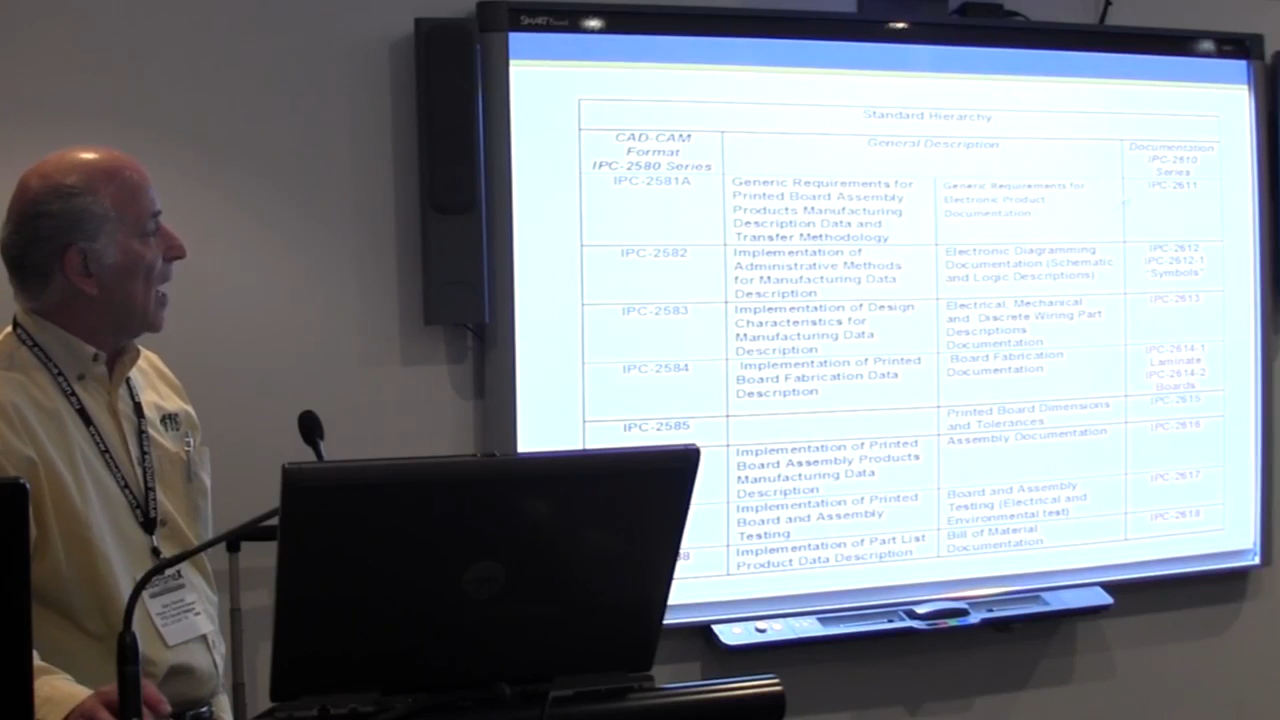 SMART Board
Standard Hierarchy
CAD-CAM
Format
IPC-2580 Series
General Description
Documentation
IPC-2610
Series
IPC-2581A
Generic Requirements for
Printed Board Assembly
Products Manufacturing
Description Data and
Transfer Methodology
Generic Requirements for
Electronic Product
Documentation
IPC-2611
IPC-2582
Implementation of
Administrative Methods
for Manufacturing Data
Description
Electronic Diagramming
Documentation (Schematic
and Logic Descriptions)
IPC-2612
IPC-2612-1
"Symbols"
IPC-2583
Implementation of Design
Characteristics for
Manufacturing Data
Description
Electrical, Mechanical
and Discrete Wiring Part
Descriptions
Documentation
IPC-2613
IPC-2584
Implementation of Printed
Board Fabrication Data
Description
Board Fabrication
Documentation
IPC-2614-1
Laminate
IPC-2614-2
Boards
IPC-2585
Printed Board Dimensions
and Tolerances
IPC-2615
Implementation of Printed
Board Assembly Products
Manufacturing Data
Description
Assembly Documentation
IPC-2616
Implementation of Printed
Board and Assembly
Testing
Board and Assembly
Testing (Electrical and
Environmental test)
IPC-2617
88
Implementation of Part List
Product Data Description
Bill of Material
Documentation
IPC-2618
www.smcba.asn.au